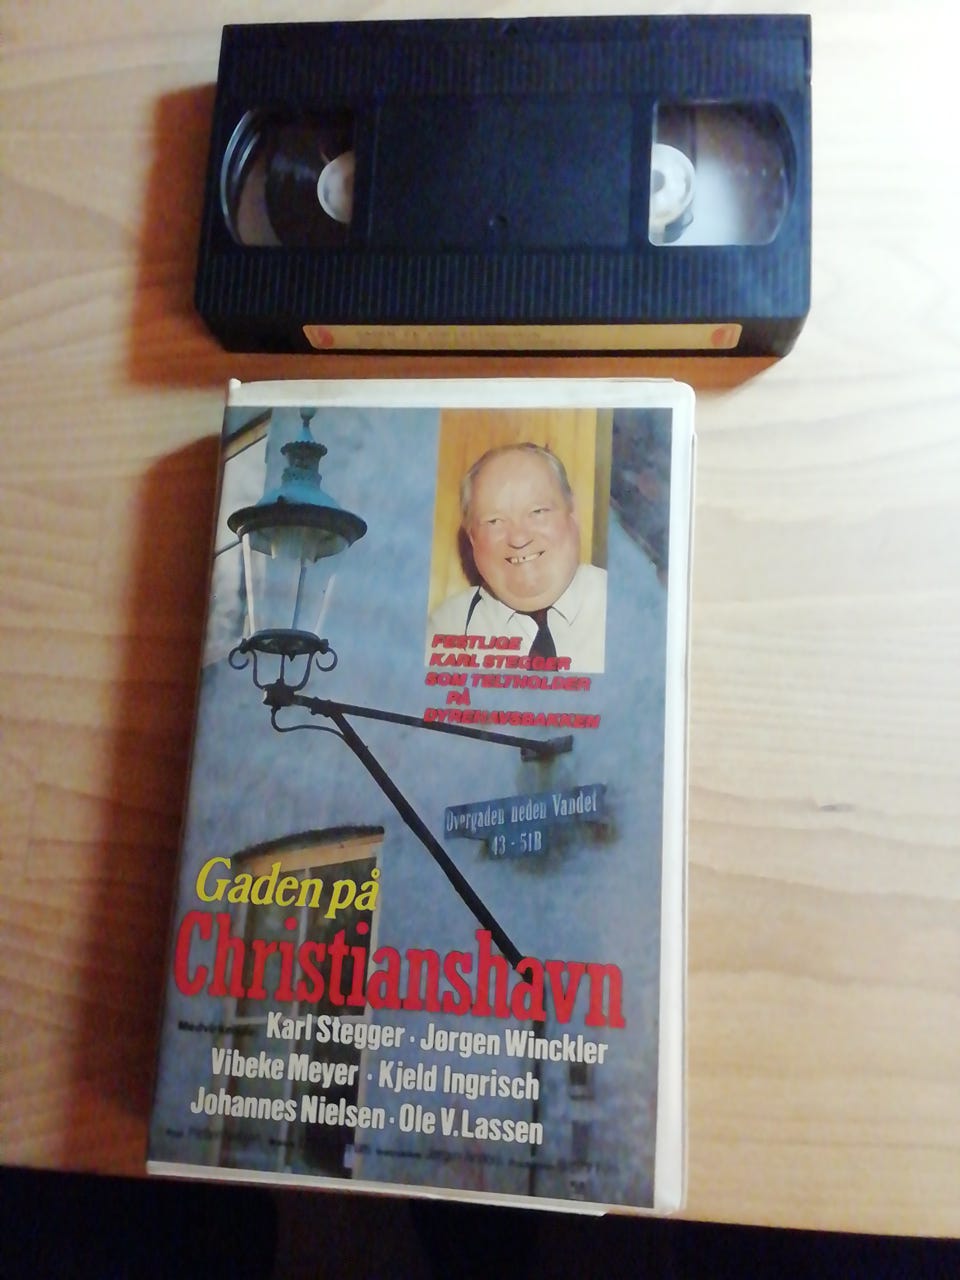 FESTLIGE
KARL STEGGER
SOM TELTHOLDER
PÅ
DYREHAVSBAKKEN
Overgaden neden Vandet
43 - 51B
Gaden på
Christianshavn
Karl Stegger · Jørgen Winckler
Vibeke Meyer · Kjeld Ingrisch
Johannes Nielsen · Ole V. Lassen